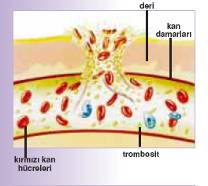 deri
kan
damarları
kırmızı kan
hücreleri
trombosit